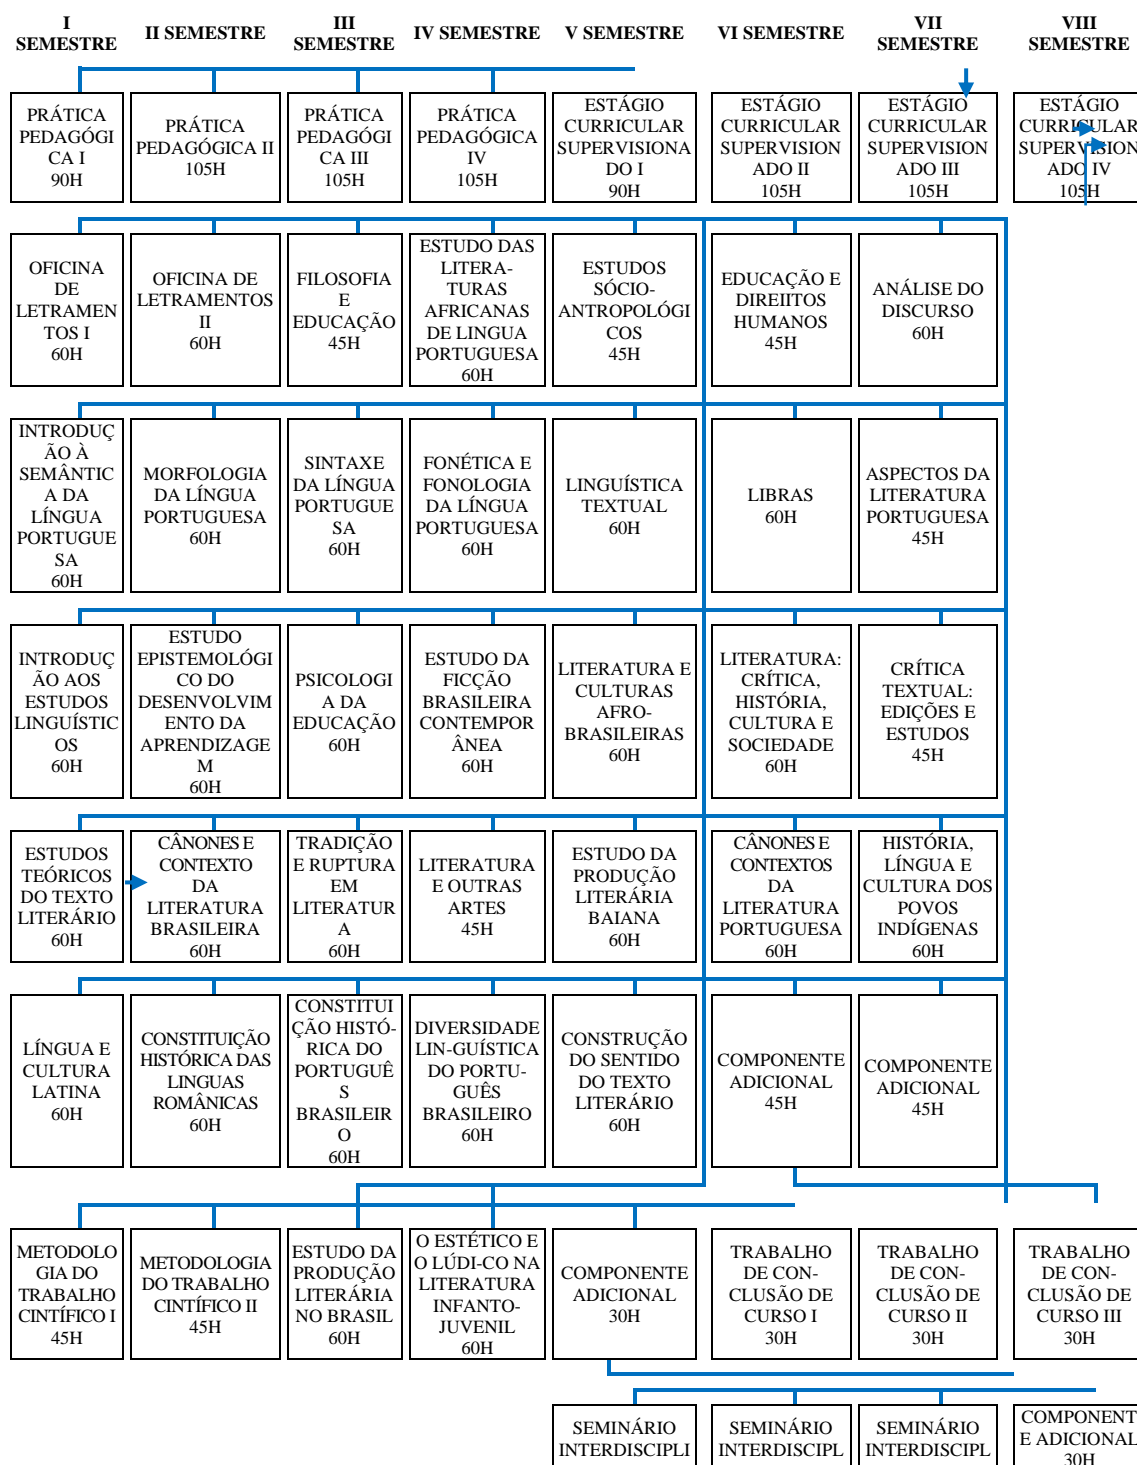 I
SEMESTRE
II SEMESTRE
III
SEMESTRE
IV SEMESTRE
V SEMESTRE
VI SEMESTRE
VII
SEMESTRE
VIII
SEMESTRE
PRÁTICA
PEDAGÓGI
CA I
90H
PRÁTICA
PEDAGÓGICA II
105H
PRÁTICA
PEDAGÓGI
CA III
105H
PRÁTICA
PEDAGÓGICA
IV
105H
ESTÁGIO
CURRICULAR
SUPERVISIONA
DO I
90H
ESTÁGIO
CURRICULAR
SUPERVISION
ADO II
105H
ESTÁGIO
CURRICULAR
SUPERVISION
ADO III
105H
ESTÁGIO
CURRICULAR
SUPERVISION
ADO IV
105H
OFICINA
DE
LETRAMEN
TOS I
60H
OFICINA DE
LETRAMENTOS
II
60H
FILOSOFIA
E
EDUCAÇÃO
45H
ESTUDO DAS
LITERA-
TURAS
AFRICANAS
DE LINGUA
PORTUGUESA
60H
ESTUDOS
SÓCIO-
ANTROPOLÓGI
COS
45H
EDUCAÇÃO E
DIREIITOS
HUMANOS
45H
ANÁLISE DO
DISCURSO
60H
INTRODUÇ
ÃO À
SEMÂNTIC
A DA
LÍNGUA
PORTUGUE
SA
60H
MORFOLOGIA
DA LÍNGUA
PORTUGUESA
60H
SINTAXE
DA LÍNGUA
PORTUGUE
SA
60H
FONÉTICA E
FONOLOGIA
DA LÍNGUA
PORTUGUESA
60H
LINGUÍSTICA
TEXTUAL
60H
LIBRAS
60H
ASPECTOS DA
LITERATURA
PORTUGUESA
45H
INTRODUÇ
ÃO AOS
ESTUDOS
LINGUÍSTIC
OS
60H
ESTUDO
EPISTEMOLÓGI
CO DO
DESENVOLVIM
ENTO DA
APRENDIZAGE
M
60H
PSICOLOGI
A DA
EDUCAÇÃO
60H
ESTUDO DA
FICÇÃO
BRASILEIRA
CONTEMPOR
ÂNEA
60H
LITERATURA E
CULTURAS
AFRO-
BRASILEIRAS
60H
LITERATURA:
CRÍTICA,
HISTÓRIA,
CULTURA E
SOCIEDADE
60H
CRÍTICA
TEXTUAL:
EDIÇÕES E
ESTUDOS
45H
ESTUDOS
TEÓRICOS
DO TEXTO
LITERÁRIO
60H
CÂNONES E
CONTEXTO
DA
LITERATURA
BRASILEIRA
60H
TRADIÇÃO
E RUPTURA
EM
LITERATUR
A
60H
LITERATURA
E OUTRAS
ARTES
45H
ESTUDO DA
PRODUÇÃO
LITERÁRIA
BAIANA
60H
CÂNONES E
CONTEXTOS
DA
LITERATURA
PORTUGUESA
60H
HISTÓRIA,
LÍNGUA E
CULTURA DOS
POVOS
INDÍGENAS
60H
LÍNGUA E
CULTURA
LATINA
60H
CONSTITUIÇÃO
HISTÓRICA DAS
LINGUAS
ROMÂNICAS
60H
CONSTITUI
ÇÃO HISTÓ-
RICA DO
PORTUGUÊ
S
BRASILEIR
O
60H
DIVERSIDADE
LIN-GUÍSTICA
DO PORTU-
GUÊS
BRASILEIRO
60H
CONSTRUÇÃO
DO SENTIDO
DO TEXTO
LITERÁRIO
60H
COMPONENTE
ADICIONAL
45H
COMPONENTE
ADICIONAL
45H
METODOLO
GIA DO
TRABALHO
CINTÍFICO I
45H
METODOLOGIA
DO TRABALHO
CINTÍFICO II
45H
ESTUDO DA
PRODUÇÃO
LITERÁRIA
NO BRASIL
60H
O ESTÉTICO E
O LÚDI-CO NA
LITERATURA
INFANTO-
JUVENIL
60H
COMPONENTE
ADICIONAL
30H
TRABALHO
DE CON-
CLUSÃO DE
CURSO I
30H
TRABALHO
DE CON-
CLUSÃO DE
CURSO II
30H
TRABALHO
DE CON-
CLUSÃO DE
CURSO III
30H
SEMINÁRIO
INTERDISCIPLI
SEMINÁRIO
INTERDISCIPL
SEMINÁRIO
INTERDISCIPL
COMPONENT
E ADICIONAL
30H